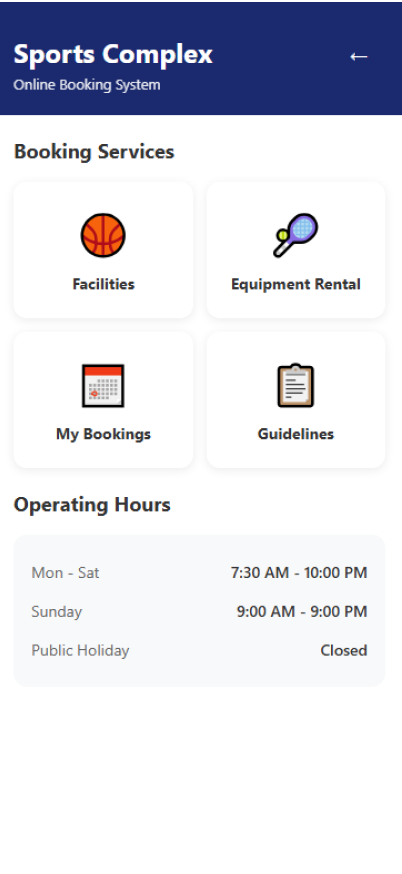 Sports Complex
←
Online Booking System
Booking Services
Facilities
Equipment Rental
My Bookings
Guidelines
Operating Hours
Mon - Sat 7:30 AM - 10:00 PM
Sunday 9:00 AM - 9:00 PM
Public Holiday Closed